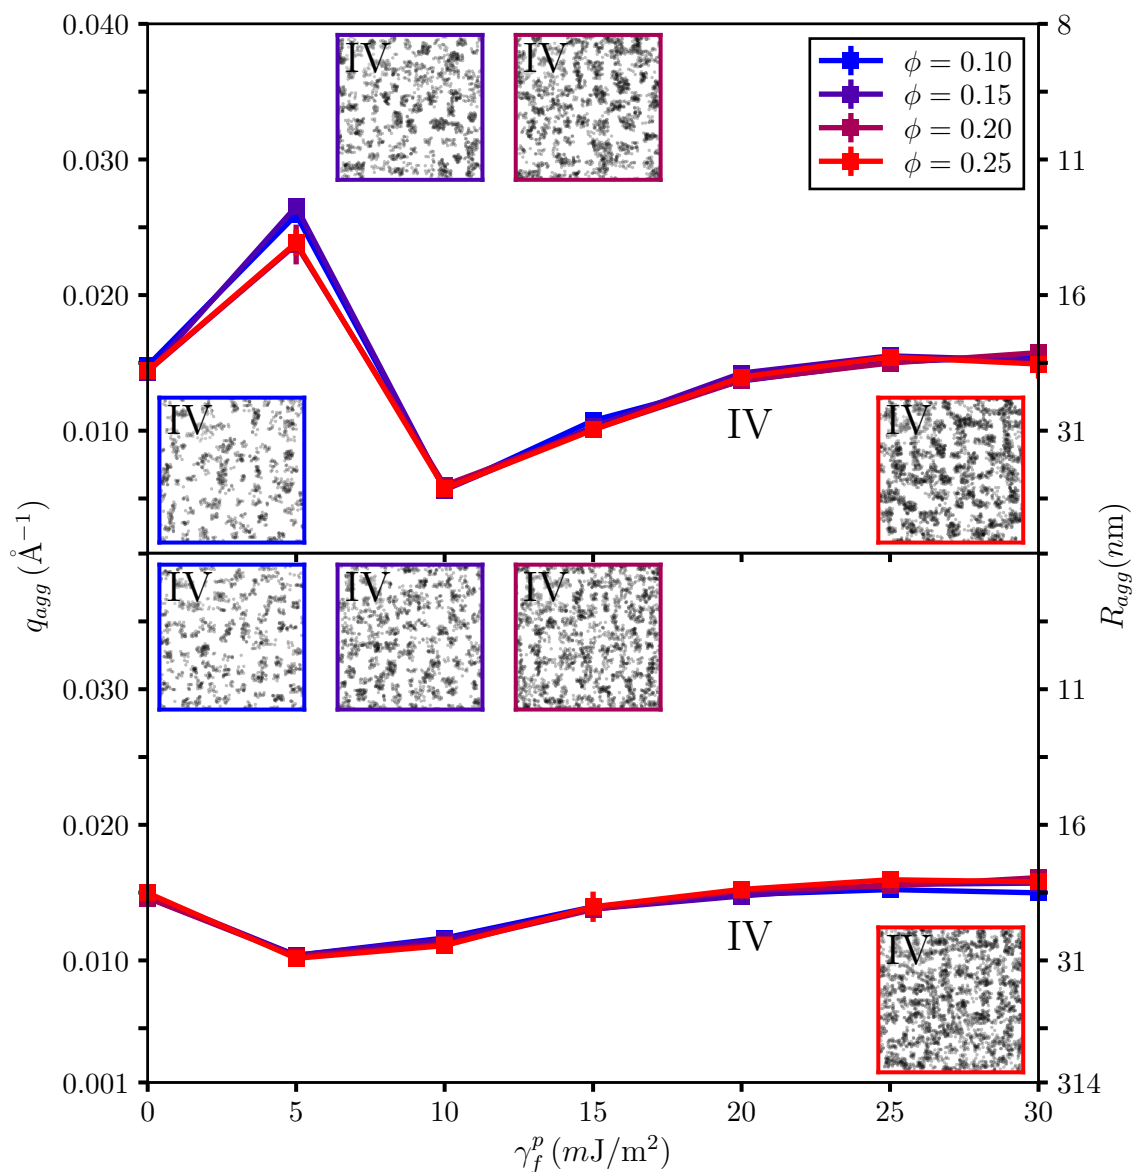 0.040
0.030
0.020
0.010
8
11
16
31
IV
IV
ϕ = 0.10
ϕ = 0.15
ϕ = 0.20
ϕ = 0.25
IV
IV
IV
q_agg (Å⁻¹)
R_agg (nm)
IV
IV
IV
0.030
0.020
0.010
0.001
11
16
31
314
IV
IV
0 5 10 15 20 25 30
γ_f^p (mJ/m²)